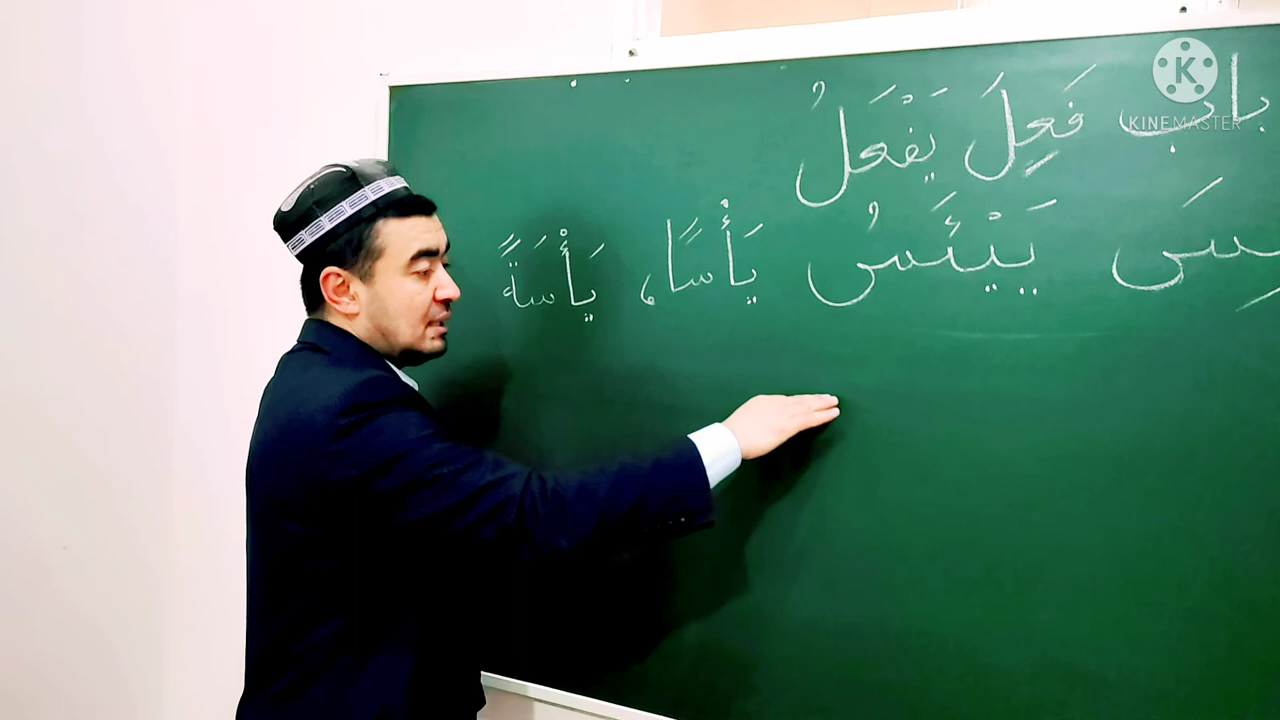 باب فَعِلَ يَفْعَلُ
يَيْئَسُ يَأْسًا، يَأْسَةً
KINEMASTER